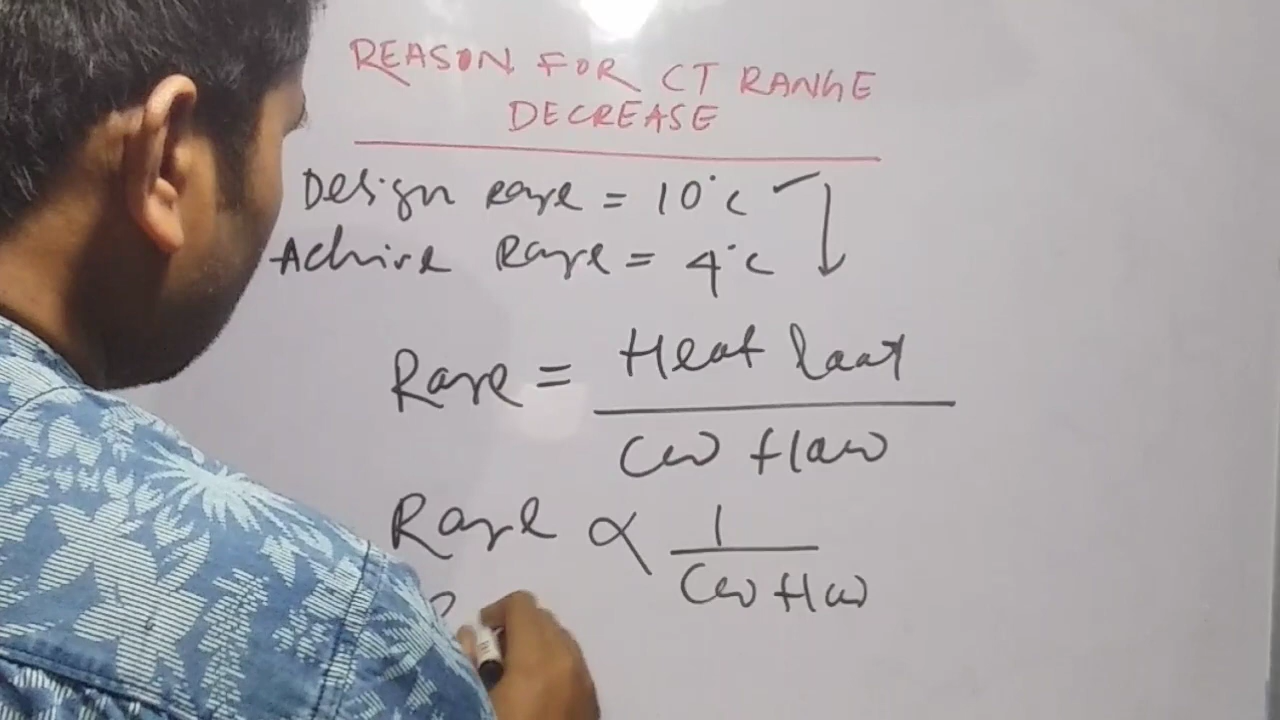 REASON FOR CT RANGE
DECREASE
Design Range = 10°c
Achive Range = 4°c
Range = Heat load
CW flow
Range ∝ 1
CW flow
R